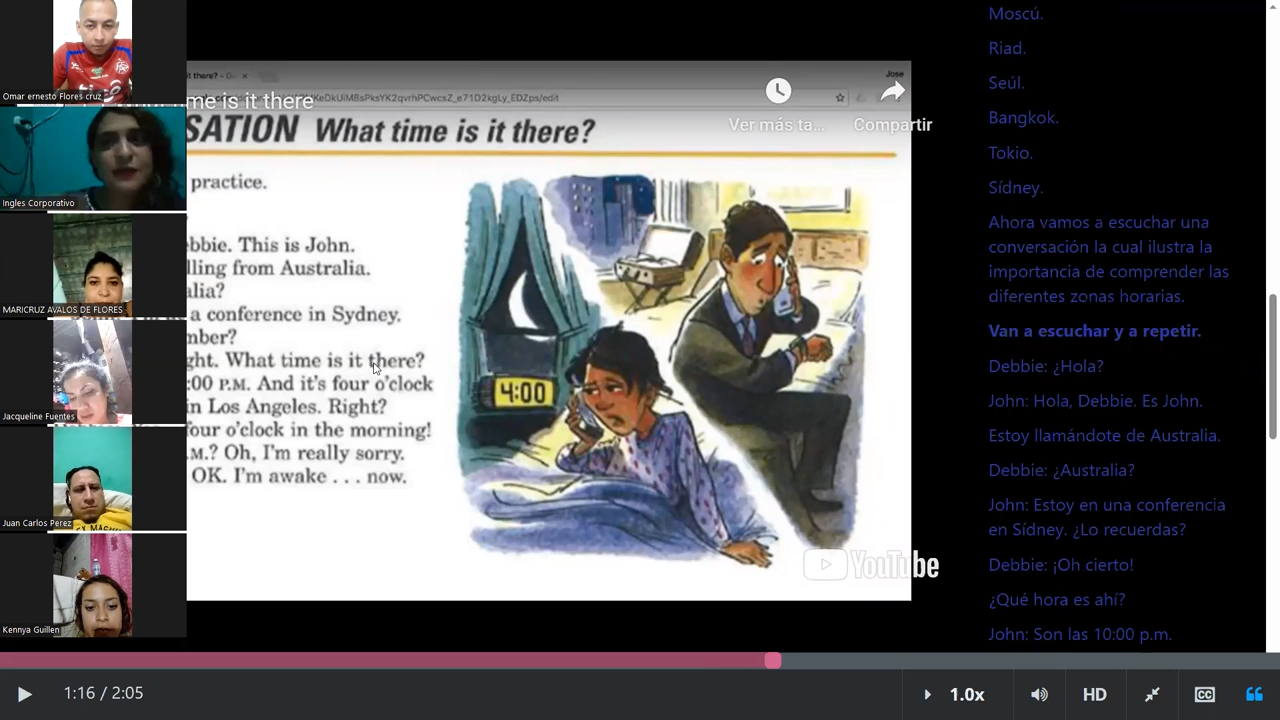 Omar ernesto Flores cruz
Ingles Corporativo
MARICRUZ AVALOS DE FLORES
Jacqueline Fuentes
Juan Carlos Perez
Kennya Guillen
it there? -
Jose
me is it there
Ver más ta...
Compartir
SATION What time is it there?
practice.
bbie. This is John.
lling from Australia.
alia?
a conference in Sydney.
mber?
ght. What time is it there?
:00 P.M. And it's four o'clock
in Los Angeles. Right?
four o'clock in the morning!
.M.? Oh, I'm really sorry.
OK. I'm awake . . . now.
4:00
YouTube
Moscú.
Riad.
Seúl.
Bangkok.
Tokio.
Sídney.
Ahora vamos a escuchar una
conversación la cual ilustra la
importancia de comprender las
diferentes zonas horarias.
Van a escuchar y a repetir.
Debbie: ¿Hola?
John: Hola, Debbie. Es John.
Estoy llamándote de Australia.
Debbie: ¿Australia?
John: Estoy en una conferencia
en Sídney. ¿Lo recuerdas?
Debbie: ¡Oh cierto!
¿Qué hora es ahí?
John: Son las 10:00 p.m.
1:16 / 2:05
1.0x
HD
CC